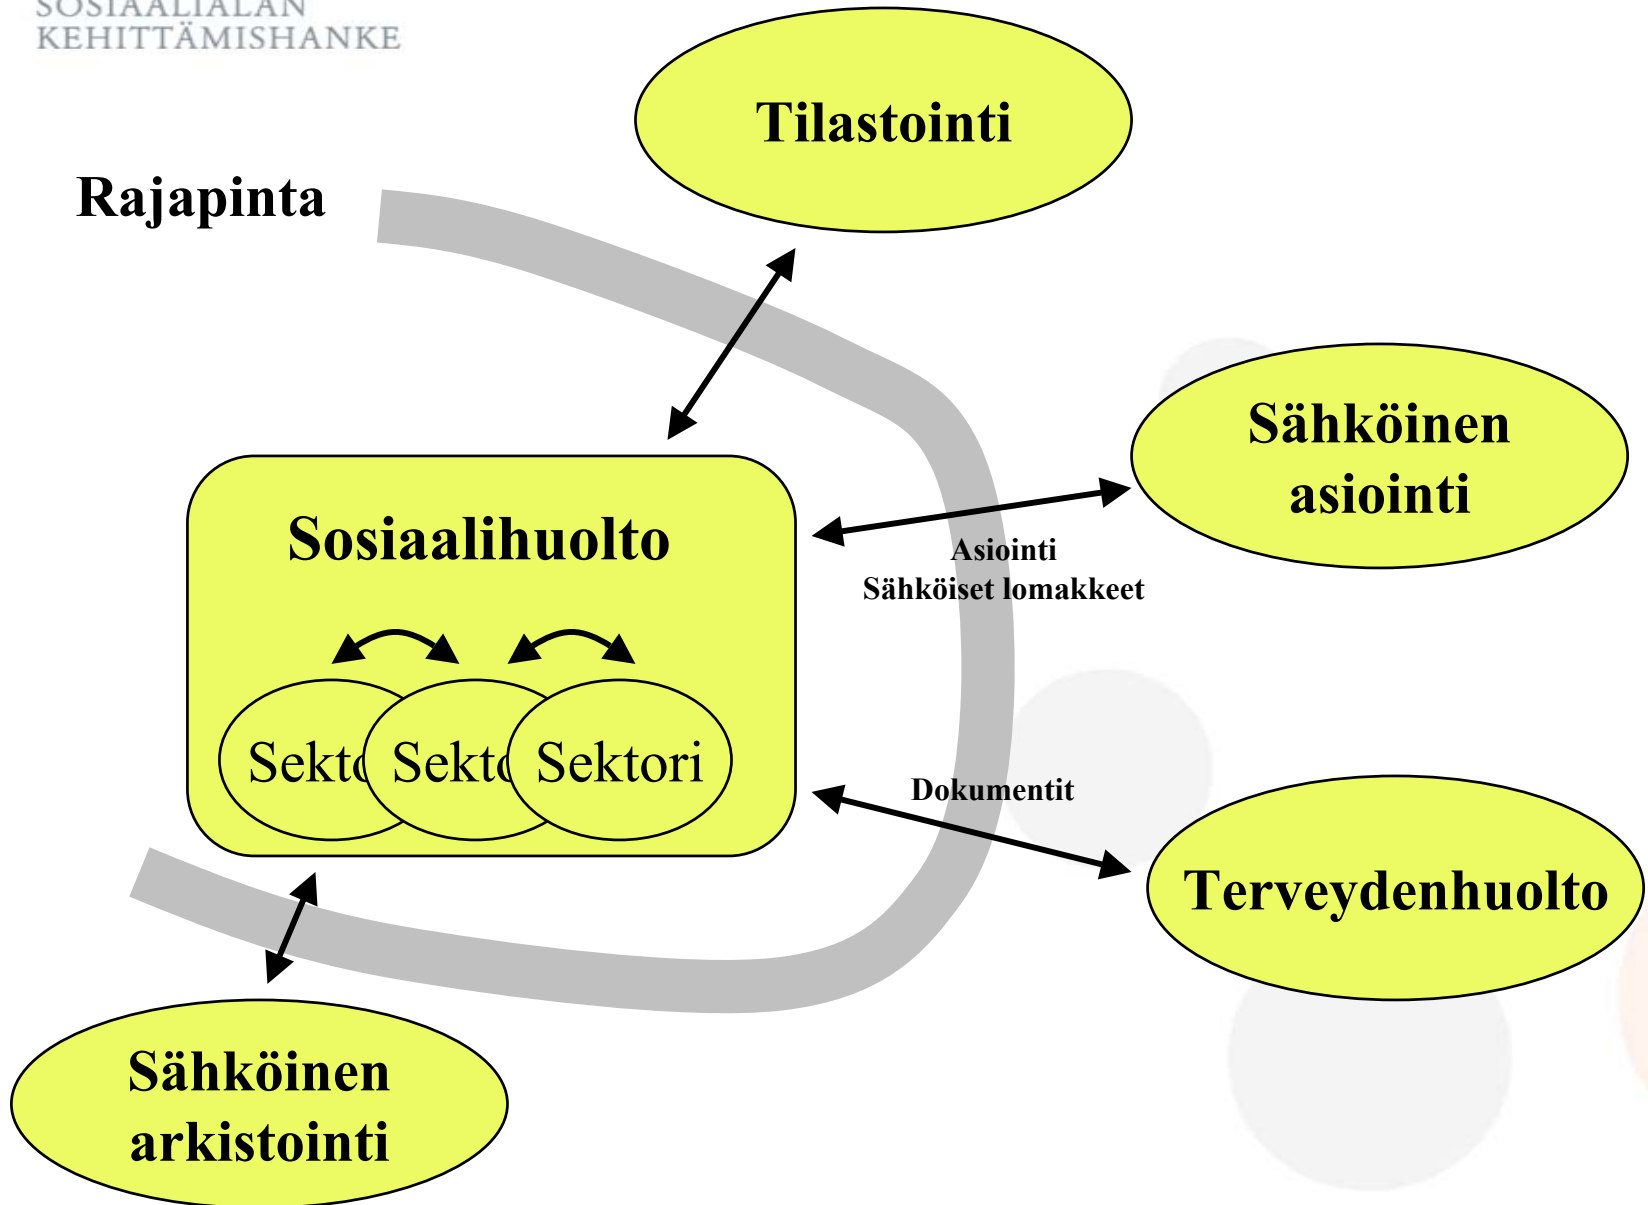 SOSIAALIALAN
KEHITTÄMISHANKE
Tilastointi
Rajapinta
Sähköinen
asiointi
Sosiaalihuolto
Asiointi
Sähköiset lomakkeet
Sekto Sekto Sektori
Dokumentit
Terveydenhuolto
Sähköinen
arkistointi